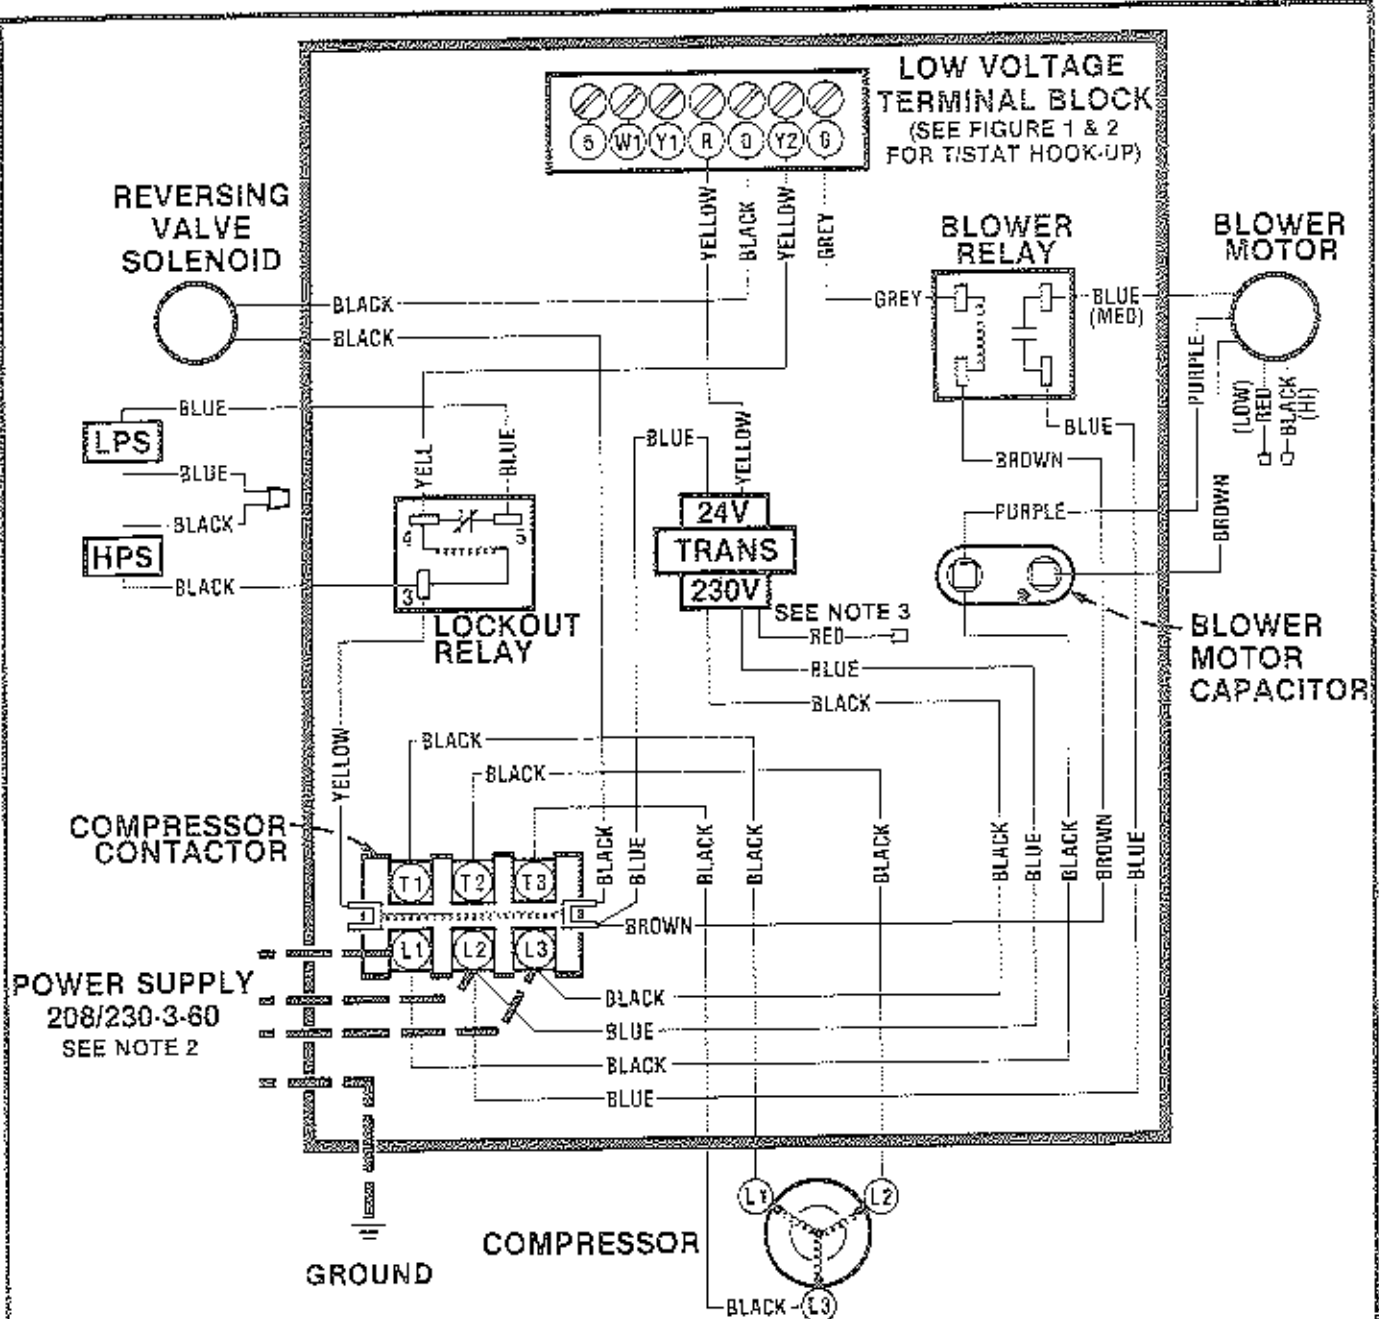 LOW VOLTAGE
TERMINAL BLOCK
(SEE FIGURE 1 & 2
FOR T/STAT HOOK-UP)
W1 Y1 R Y2 G
REVERSING
VALVE
SOLENOID
YELLOW
BLACK
YELLOW
GREY
BLOWER
RELAY
BLOWER
MOTOR
BLACK
BLACK
GREY
BLUE
(MED)
PURPLE
(LOW)
RED
BLACK
(HI)
BLUE
LPS
BLUE
BLACK
HPS
BLACK
YELL
BLUE
4
5
3
LOCKOUT
RELAY
BLUE
YELLOW
24V
TRANS
230V
SEE NOTE 3
RED
BLUE
BLACK
BLUE
BROWN
PURPLE
BROWN
BLOWER
MOTOR
CAPACITOR
YELLOW
BLACK
BLACK
COMPRESSOR
CONTACTOR
BLACK
BLUE
BLACK
BLACK
BLACK
BLACK
BLUE
BLACK
BROWN
BLUE
T1 T2 T3
BROWN
L1 L2 L3
POWER SUPPLY
208/230-3-60
SEE NOTE 2
BLACK
BLUE
BLACK
BLUE
GROUND
COMPRESSOR
L1
L2
BLACK
L3